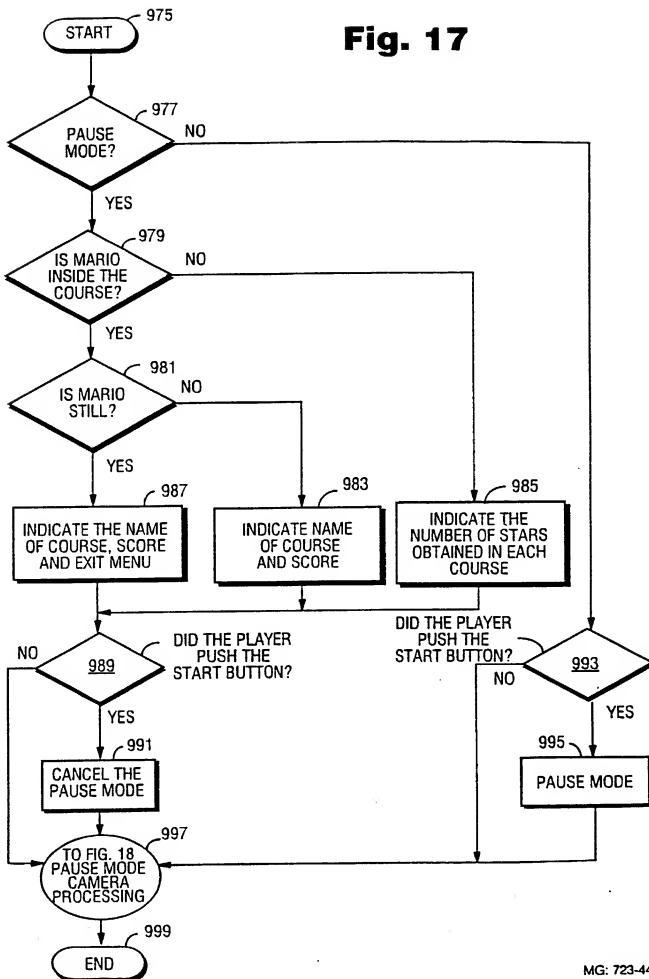 Fig. 17
START
975
PAUSE
MODE?
977
NO
YES
IS MARIO
INSIDE THE
COURSE?
979
NO
YES
IS MARIO
STILL?
981
NO
YES
987
INDICATE THE NAME
OF COURSE, SCORE
AND EXIT MENU
983
INDICATE NAME
OF COURSE
AND SCORE
985
INDICATE THE
NUMBER OF STARS
OBTAINED IN EACH
COURSE
NO
989
DID THE PLAYER
PUSH THE
START BUTTON?
YES
DID THE PLAYER
PUSH THE
START BUTTON?
993
NO
YES
991
CANCEL THE
PAUSE MODE
995
PAUSE MODE
997
TO FIG. 18
PAUSE MODE
CAMERA
PROCESSING
999
END
MG: 723-44